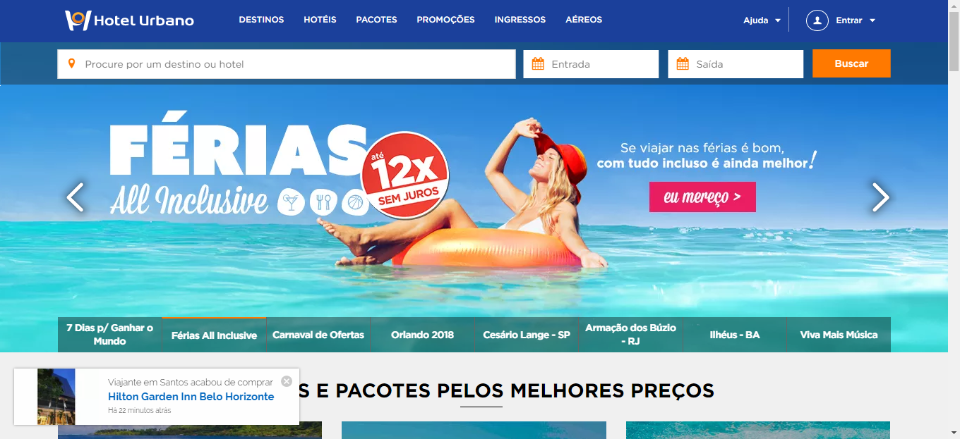 Hotel Urbano
DESTINOS HOTÉIS PACOTES PROMOÇÕES INGRESSOS AÉREOS
Ajuda Entrar
Procure por um destino ou hotel
Entrada
Saída
Buscar
FÉRIAS
All Inclusive
até
12X
SEM JUROS
Se viajar nas férias é bom,
com tudo incluso é ainda melhor!
eu mereço >
7 Dias p/ Ganhar o
Mundo
Férias All Inclusive
Carnaval de Ofertas
Orlando 2018
Cesário Lange - SP
Armação dos Búzio
- RJ
Ilhéus - BA
Viva Mais Música
S E PACOTES PELOS MELHORES PREÇOS
Viajante em Santos acabou de comprar
Hilton Garden Inn Belo Horizonte
Há 22 minutos atrás